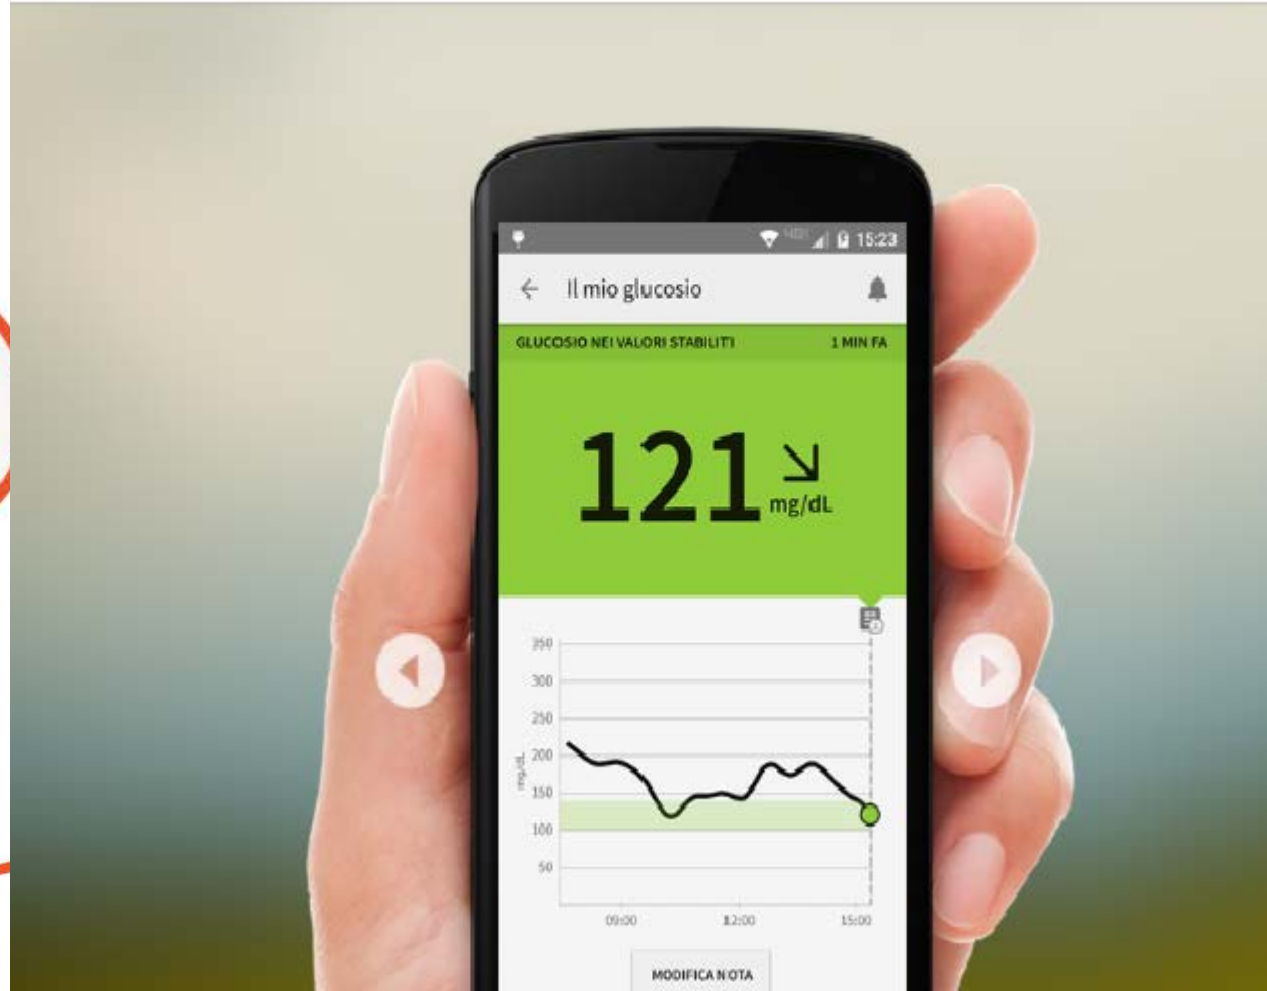 15:23
Il mio glucosio
GLUCOSIO NEI VALORI STABILITI 1 MIN FA
121
mg/dL
350
300
250
200
150
100
50
mg/dL
09:00 12:00 15:00
MODIFICA NOTA